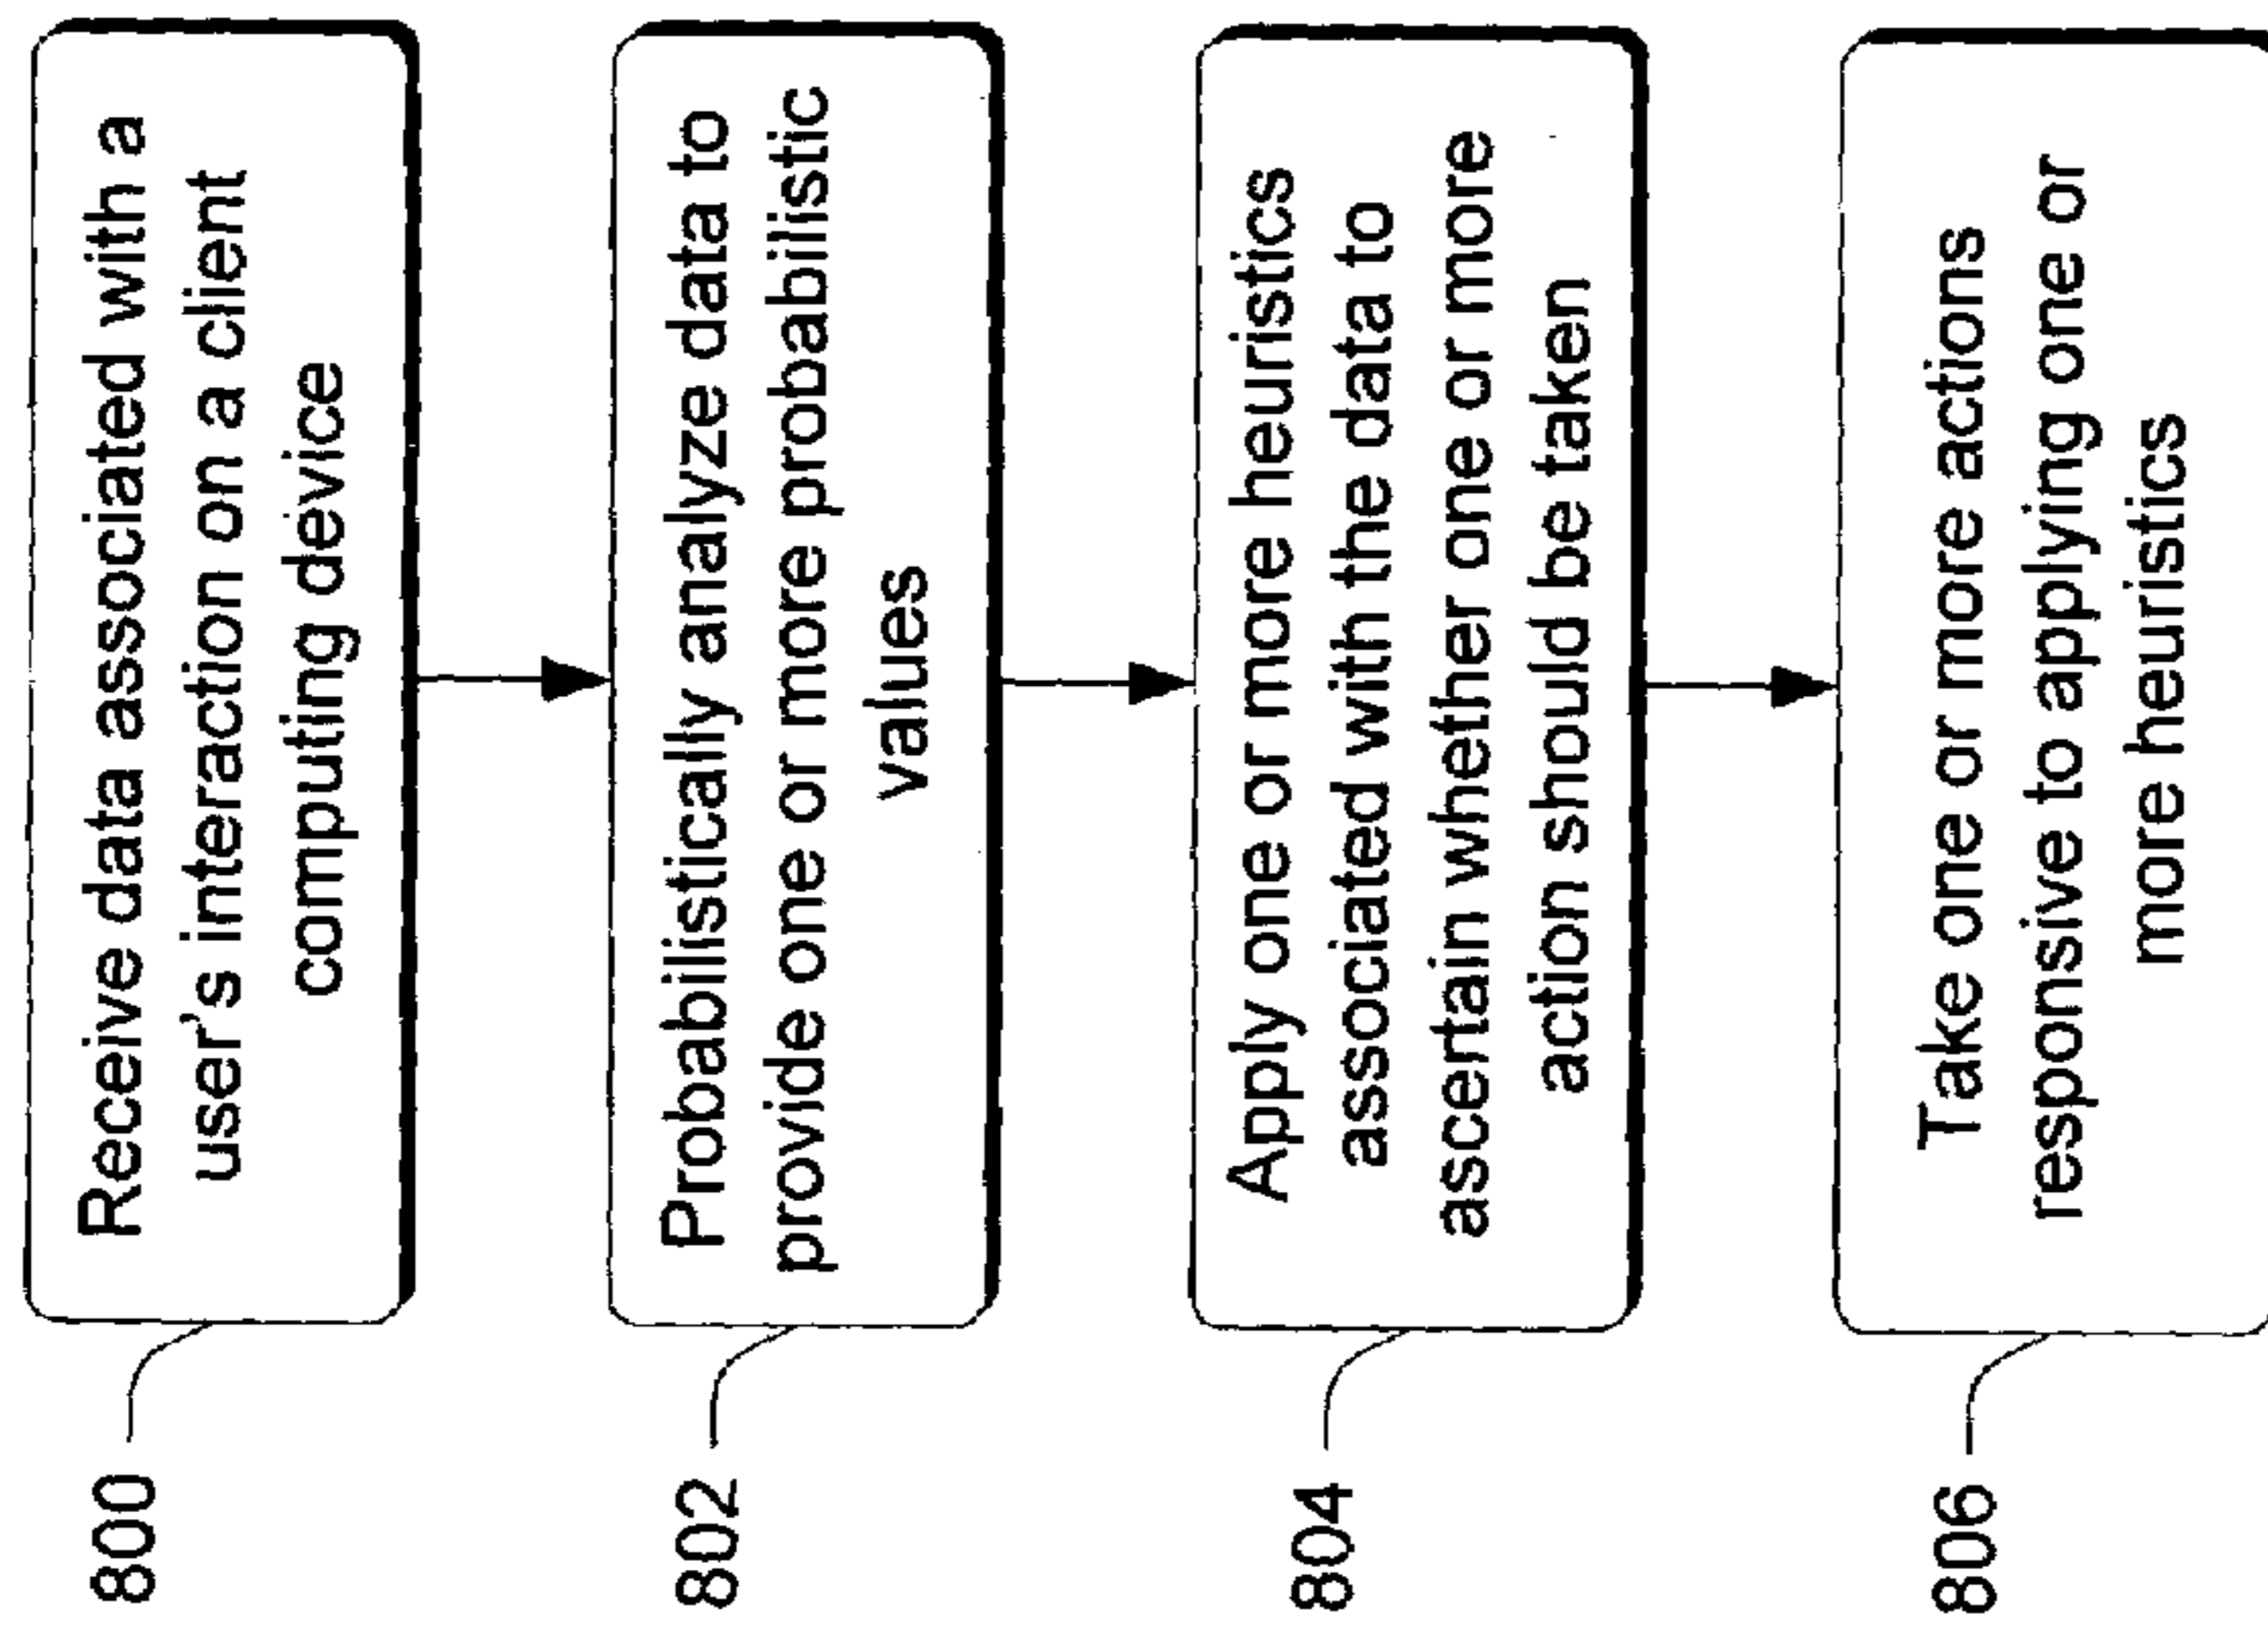 800
Receive data associated with a
user's interaction on a client
computing device
802
Probabilistically analyze data to
provide one or more probabilistic
values
804
Apply one or more heuristics
associated with the data to
ascertain whether one or more
action should be taken
806
Take one or more actions
responsive to applying one or
more heuristics